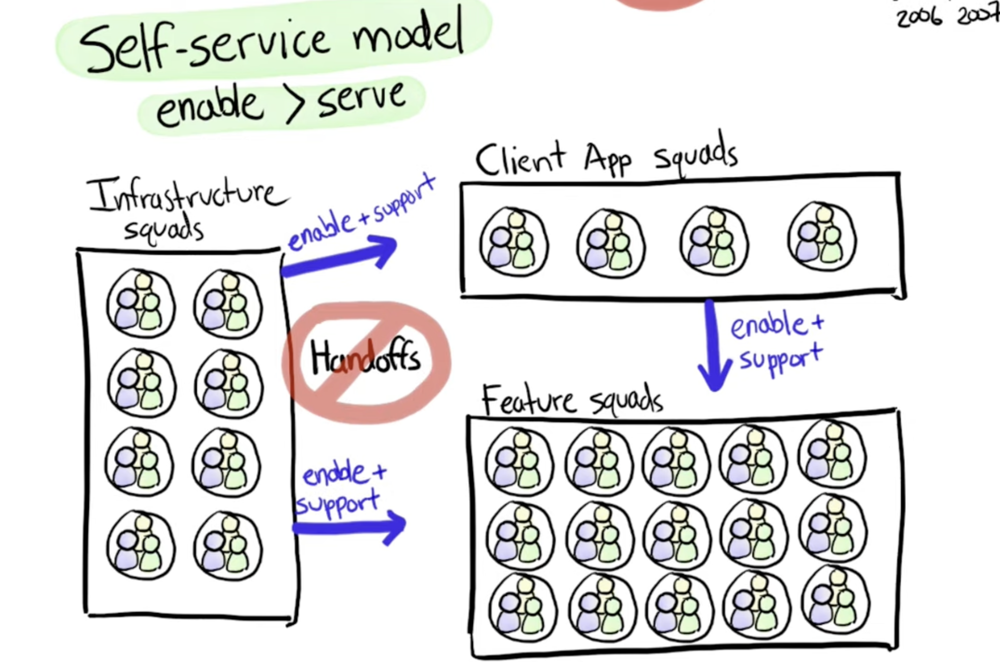 Self-service model
enable > serve
2006 2007
Infrastructure
squads
enable + support
Client App squads
Handoffs
enable +
support
Feature squads
enable +
support